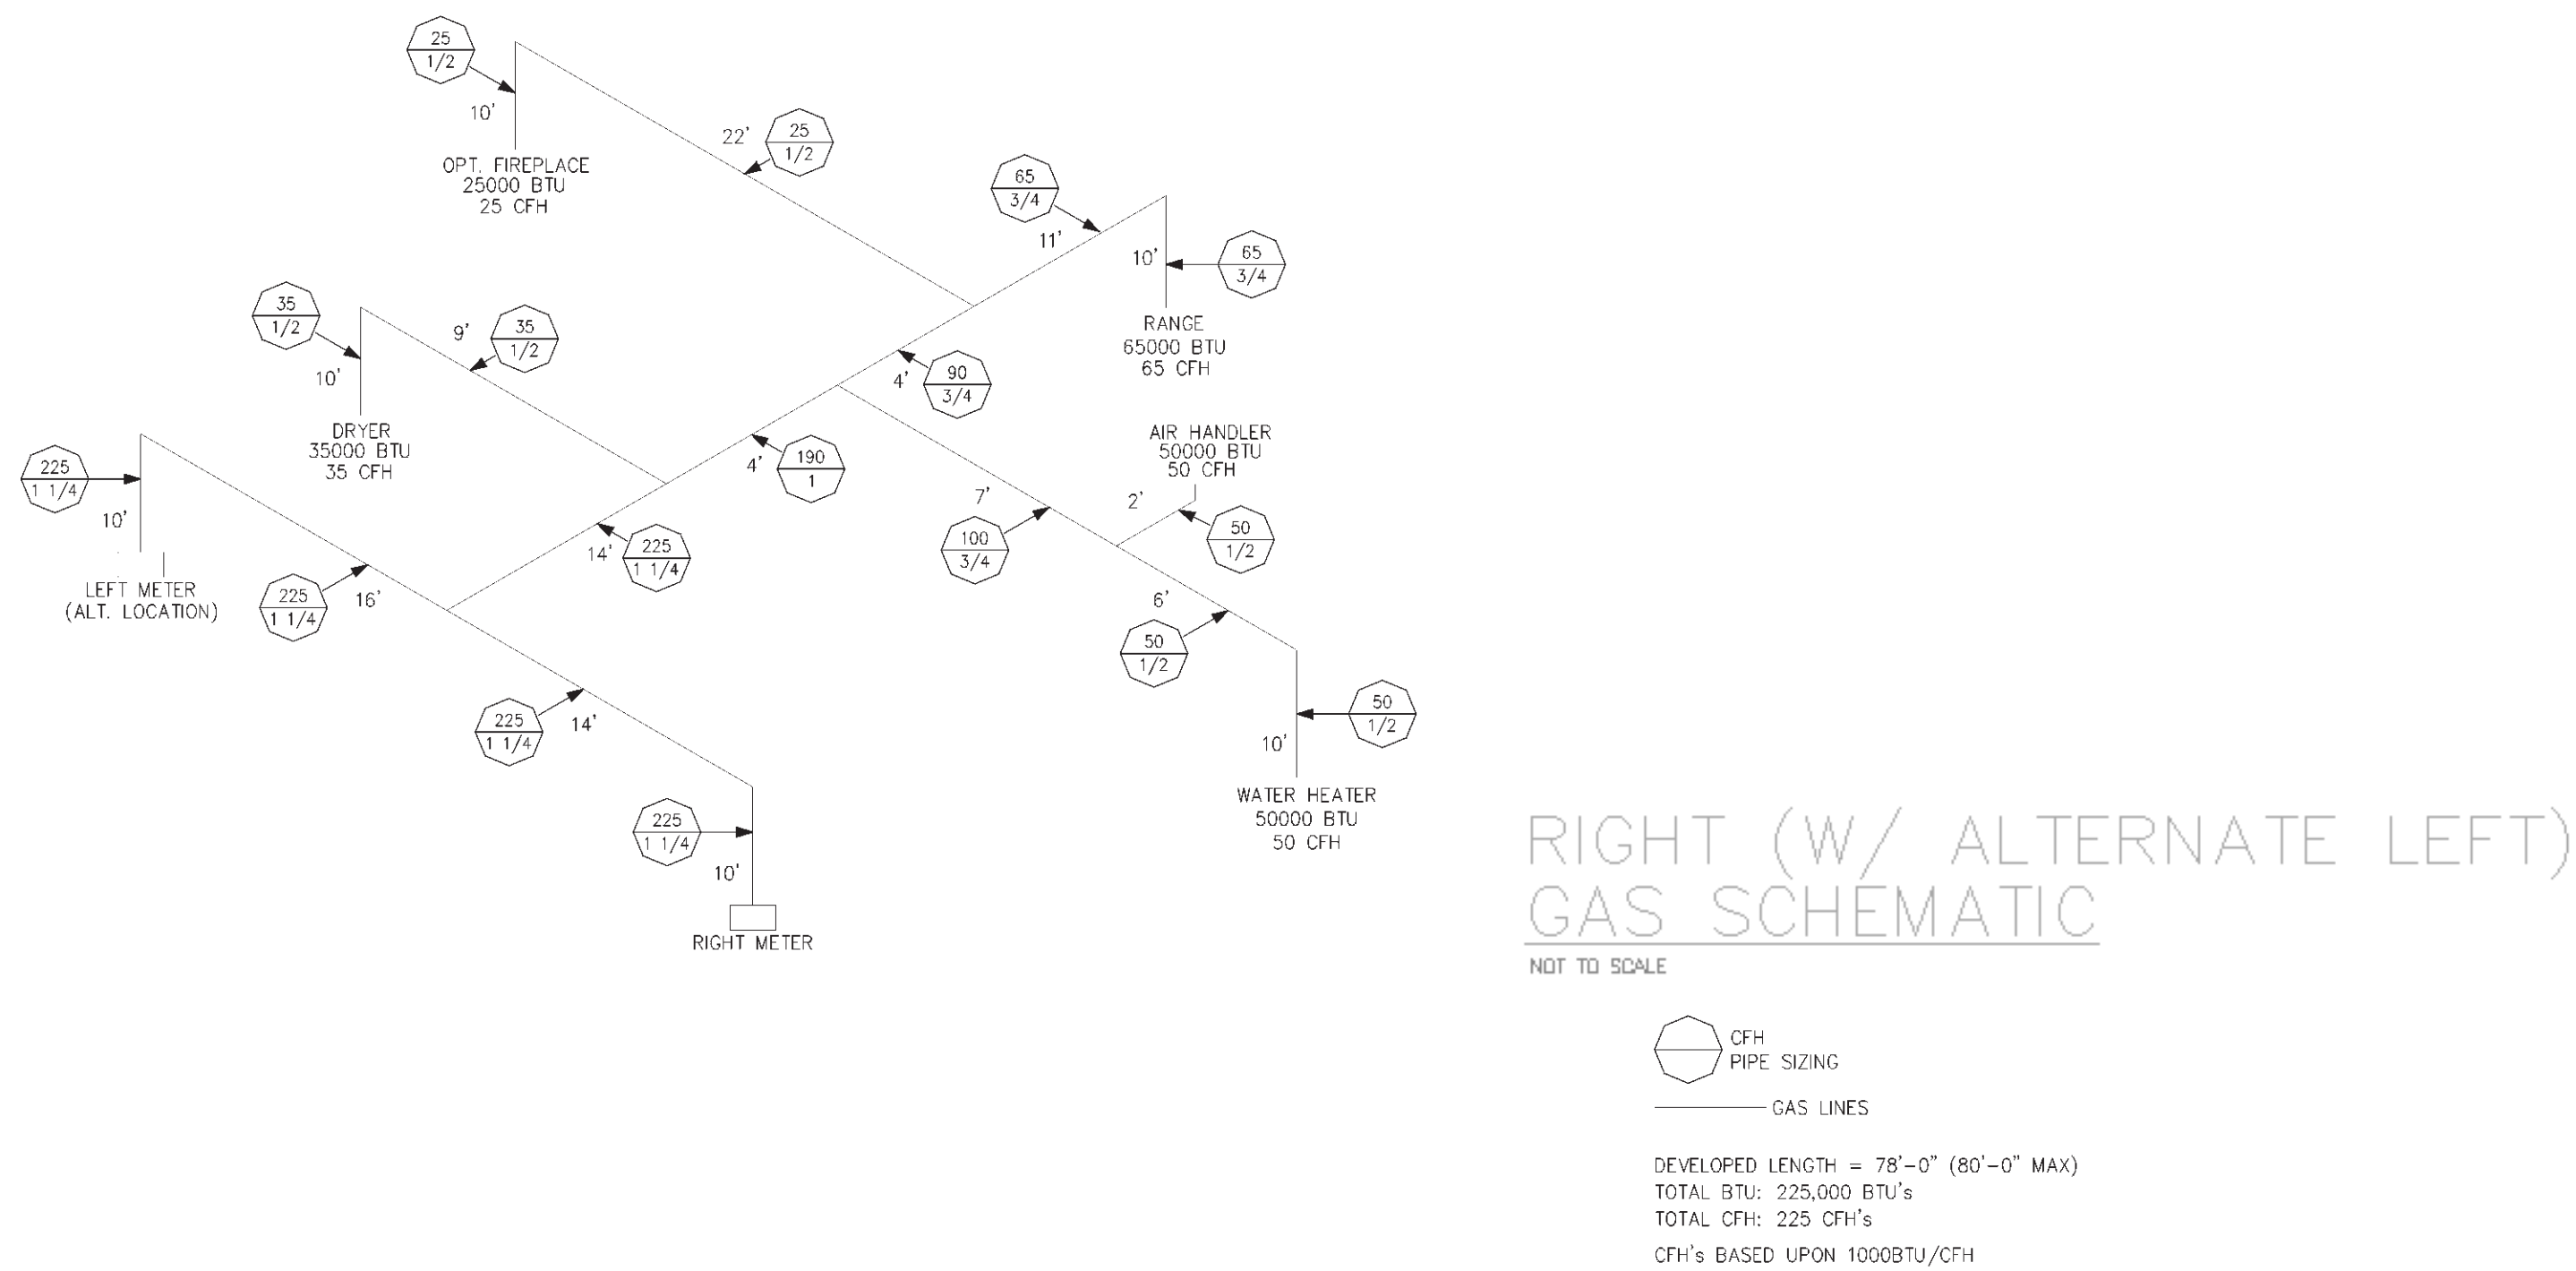 25
1/2
10'
OPT. FIREPLACE
25000 BTU
25 CFH
22'
25
1/2
65
3/4
11'
10'
65
3/4
RANGE
65000 BTU
65 CFH
35
1/2
9'
35
1/2
10'
DRYER
35000 BTU
35 CFH
4'
90
3/4
225
1 1/4
10'
LEFT METER
(ALT. LOCATION)
4'
190
1
AIR HANDLER
50000 BTU
50 CFH
2'
50
1/2
7'
100
3/4
14'
225
1 1/4
225
1 1/4
16'
6'
50
1/2
225
1 1/4
14'
50
1/2
10'
WATER HEATER
50000 BTU
50 CFH
225
1 1/4
10'
RIGHT METER
RIGHT (W/ ALTERNATE LEFT)
GAS SCHEMATIC
NOT TO SCALE
CFH
PIPE SIZING
GAS LINES
DEVELOPED LENGTH = 78'-0" (80'-0" MAX)
TOTAL BTU: 225,000 BTU's
TOTAL CFH: 225 CFH's
CFH's BASED UPON 1000BTU/CFH